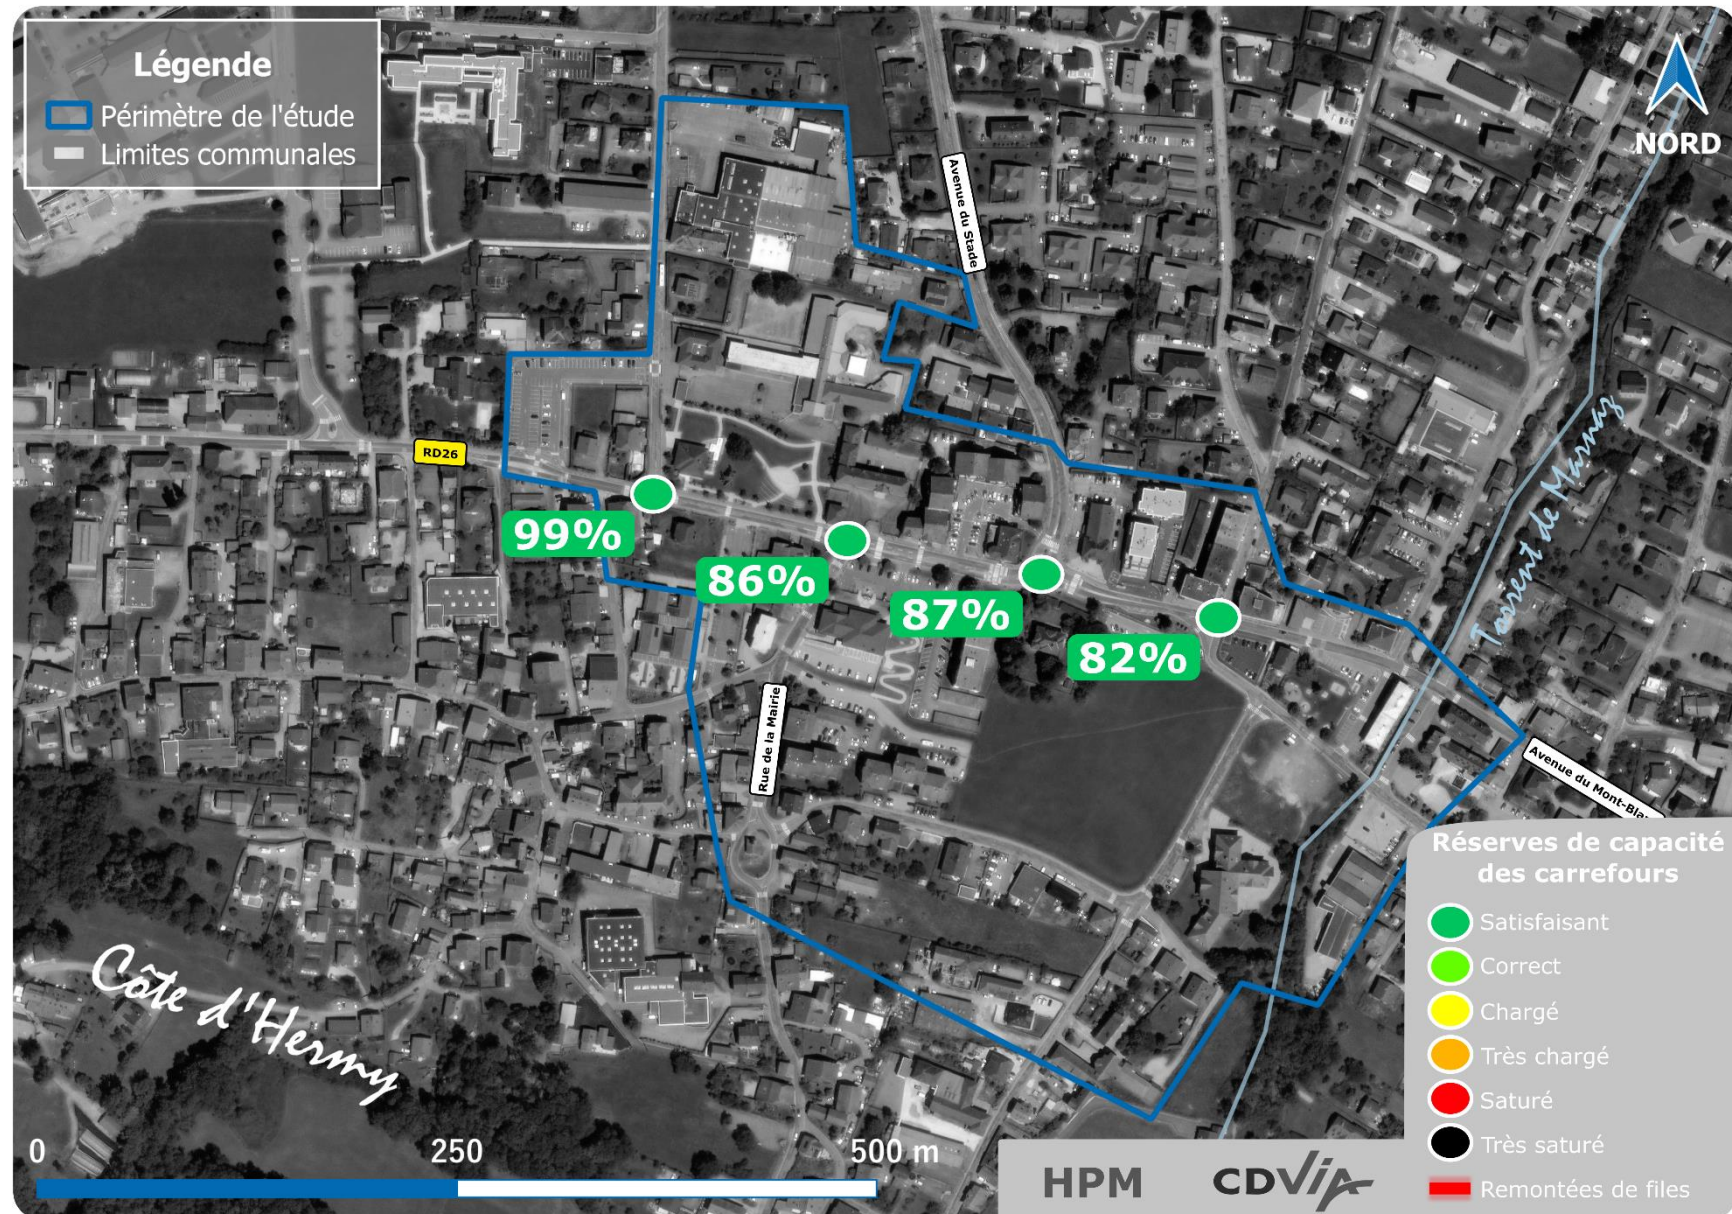 Légende
Périmètre de l'étude
Limites communales
NORD
Avenue du Stade
RD26
99%
86%
87%
82%
Torrent de Marnaz
Rue de la Mairie
Avenue du Mont-Bla
Côte d'Hermy
Réserves de capacité
des carrefours
Satisfaisant
Correct
Chargé
Très chargé
Saturé
Très saturé
Remontées de files
0 250 500 m
HPM CDVIA